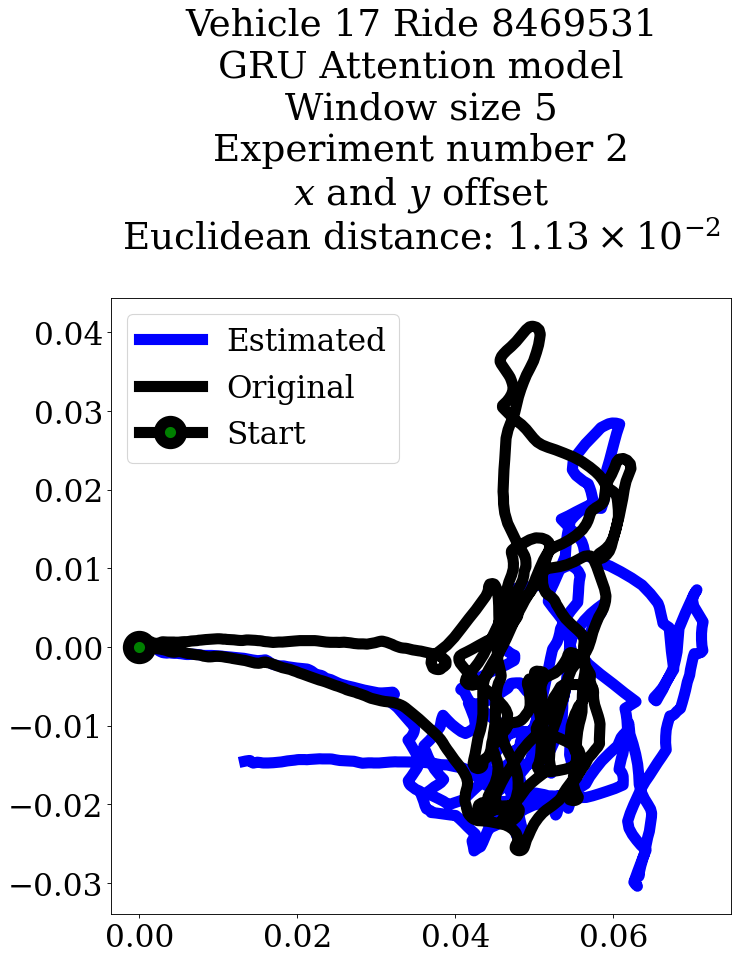 Vehicle 17 Ride 8469531
GRU Attention model
Window size 5
Experiment number 2
x and y offset
Euclidean distance: 1.13 × 10⁻²
Estimated
Original
Start
0.04
0.03
0.02
0.01
0.00
−0.01
−0.02
−0.03
0.00 0.02 0.04 0.06